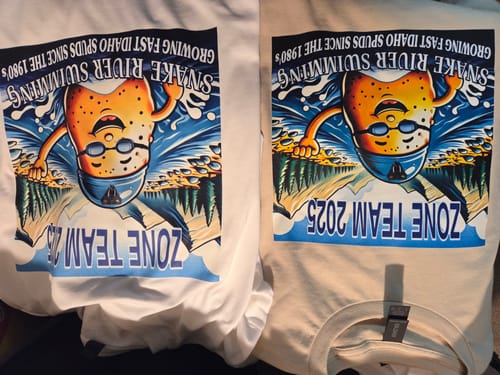 ZONE TEAM 2025
SNAKE RIVER SWIMMING
GROWING FAST IDAHO SPUDS SINCE THE 1980's
ZONE TEAM 2025
SNAKE RIVER SWIMMING
GROWING FAST IDAHO SPUDS SINCE THE 1980's